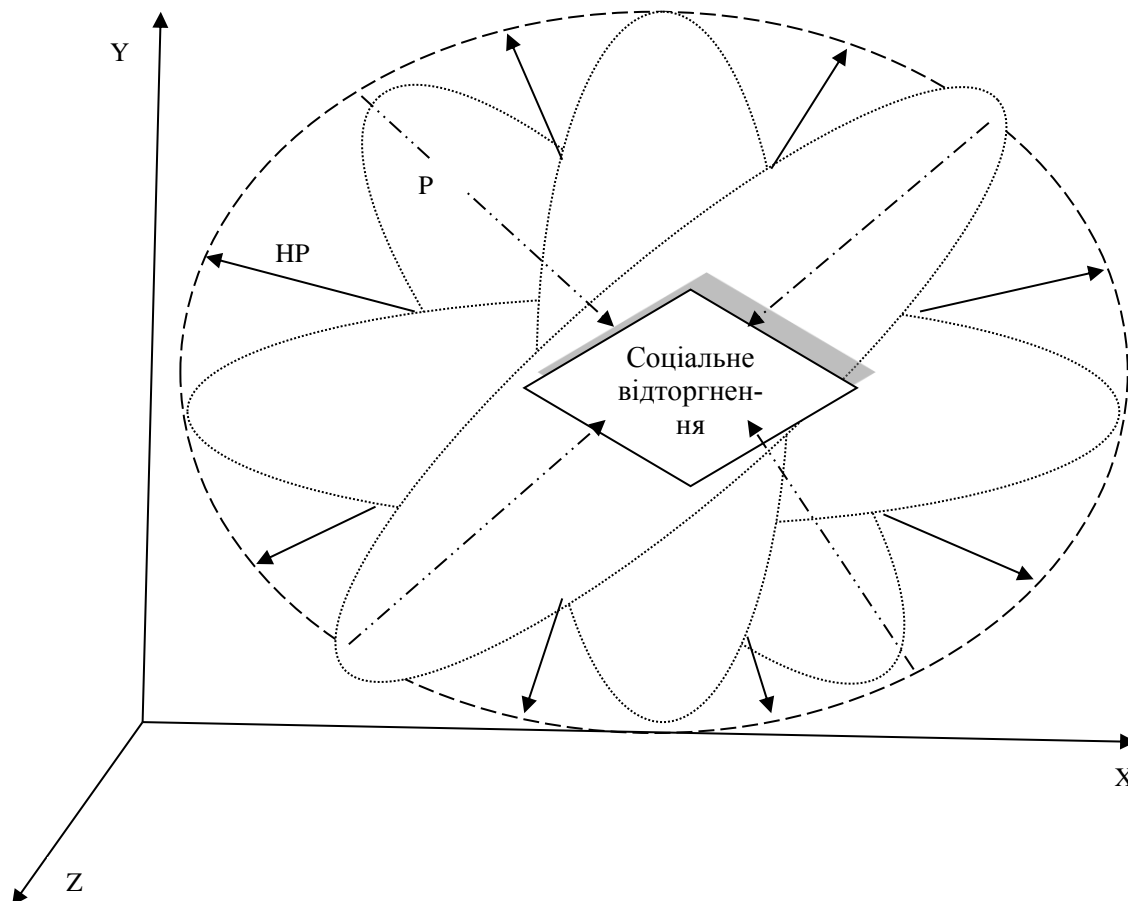 Y
Р
НР
Соціальне
відторгнен-
ня
X
Z